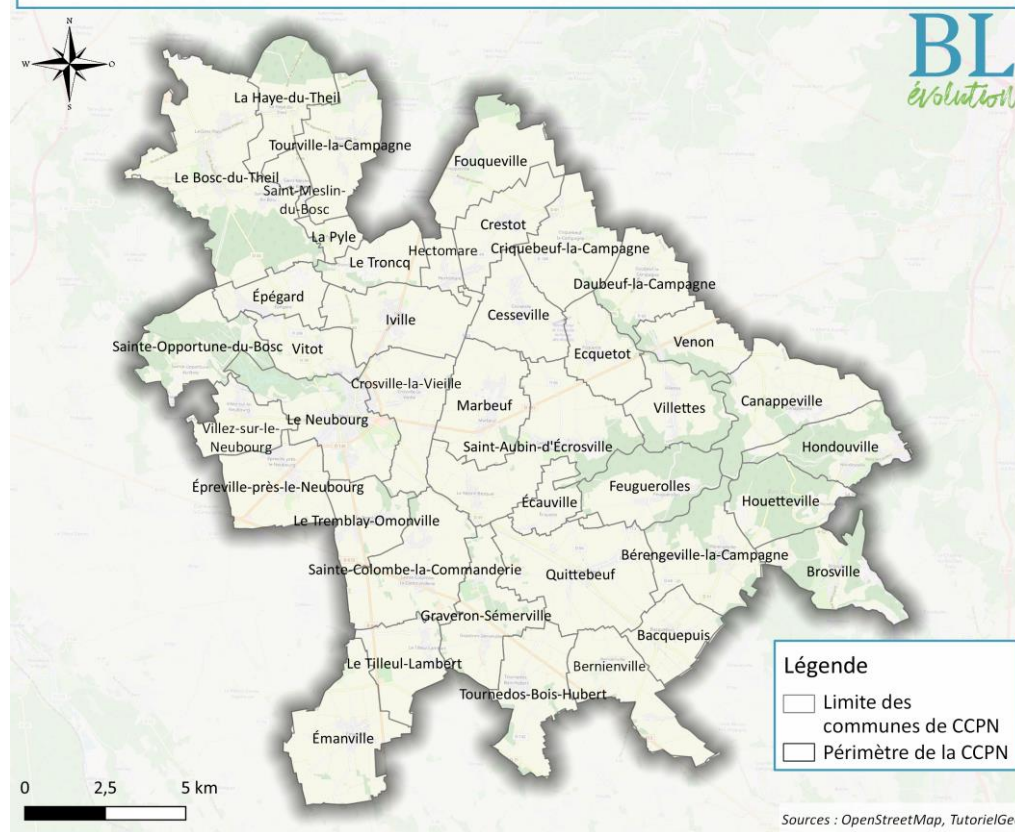 N
W
O
S
BL
évolution
La Haye-du-Theil
Tourville-la-Campagne
Fouqueville
Le Bosc-du-Theil
Saint-Meslin-
du-Bosc
Crestot
La Pyle
Hectomare
Criquebeuf-la-Campagne
Le Troncq
Daubeuf-la-Campagne
Épégard
Iville
Cesseville
Venon
Sainte-Opportune-du-Bosc
Vitot
Ecquetot
Crosville-la-Vieille
Marbeuf
Villettes
Canappeville
Le Neubourg
Villez-sur-le-
Neubourg
Saint-Aubin-d'Écrosville
Hondouville
Épreville-près-le-Neubourg
Feuguerolles
Écauville
Houetteville
Le Tremblay-Omonville
Bérengeville-la-Campagne
Sainte-Colombe-la-Commanderie
Quittebeuf
Brosville
Graveron-Sémerville
Bacquepuis
Le Tilleul-Lambert
Bernienville
Tournedos-Bois-Hubert
Émanville
Légende
Limite des
communes de CCPN
Périmètre de la CCPN
0 2,5 5 km
Sources : OpenStreetMap, TutorielGeo